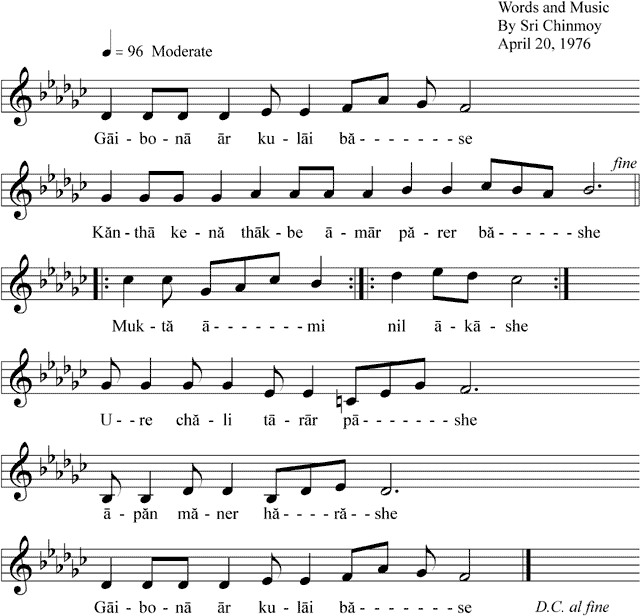 Words and Music
By Sri Chinmoy
April 20, 1976
= 96 Moderate
Gāi - bo - nā ār ku - lāi bă - - - - - - - se
fine
Kăn - thā ke - nă thāk - be ā - mār pă - rer bă - - - - - she
Muk - tă ā - - - - - - - mi nil ā - kā - she
U - - re chă - li tā - rār pā - - - - - - - she
ā - păn mă - ner hă - - - - ră - she
Gāi - bo - nā ār ku - lāi bă - - - - - - - se
D.C. al fine